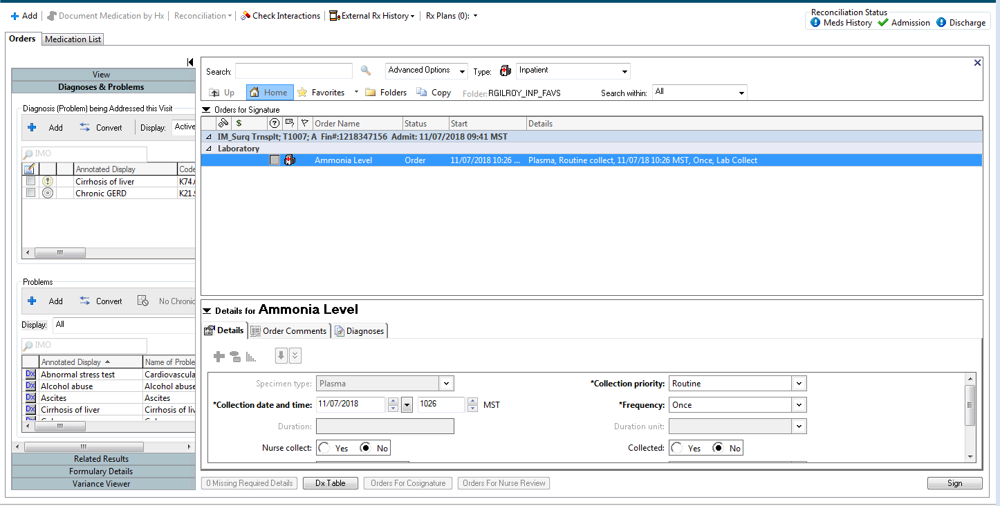 Add Document Medication by Hx Reconciliation Check Interactions External Rx History Rx Plans (0):
Reconciliation Status
Meds History Admission Discharge
Orders Medication List
View
Diagnoses & Problems
Diagnosis (Problem) being Addressed this Visit
Add Convert Display: Active
IMO
Annotated Display Code
Cirrhosis of liver K74.
Chronic GERD K21.
Problems
Add Convert No Chronic
Display: All
IMO
Annotated Display Name of Proble
Dx Abnormal stress test Cardiovascula
Dx Alcohol abuse Alcohol abuse
Dx Ascites Ascites
Dx Cirrhosis of liver Cirrhosis of liv
Related Results
Formulary Details
Variance Viewer
Search: Advanced Options Type: Inpatient
Up Home Favorites Folders Copy Folder: RGILROY_INP_FAVS Search within: All
Orders for Signature
$ Order Name Status Start Details
IM_Surg Trnsplt; T1007; A Fin#:1218347156 Admit: 11/07/2018 09:41 MST
Laboratory
Ammonia Level Order 11/07/2018 10:26 ... Plasma, Routine collect, 11/07/18 10:26 MST, Once, Lab Collect
Details for Ammonia Level
Details Order Comments Diagnoses
Specimen type: Plasma *Collection priority: Routine
*Collection date and time: 11/07/2018 1026 MST *Frequency: Once
Duration: Duration unit:
Nurse collect: Yes No Collected: Yes No
0 Missing Required Details Dx Table Orders For Cosignature Orders For Nurse Review Sign